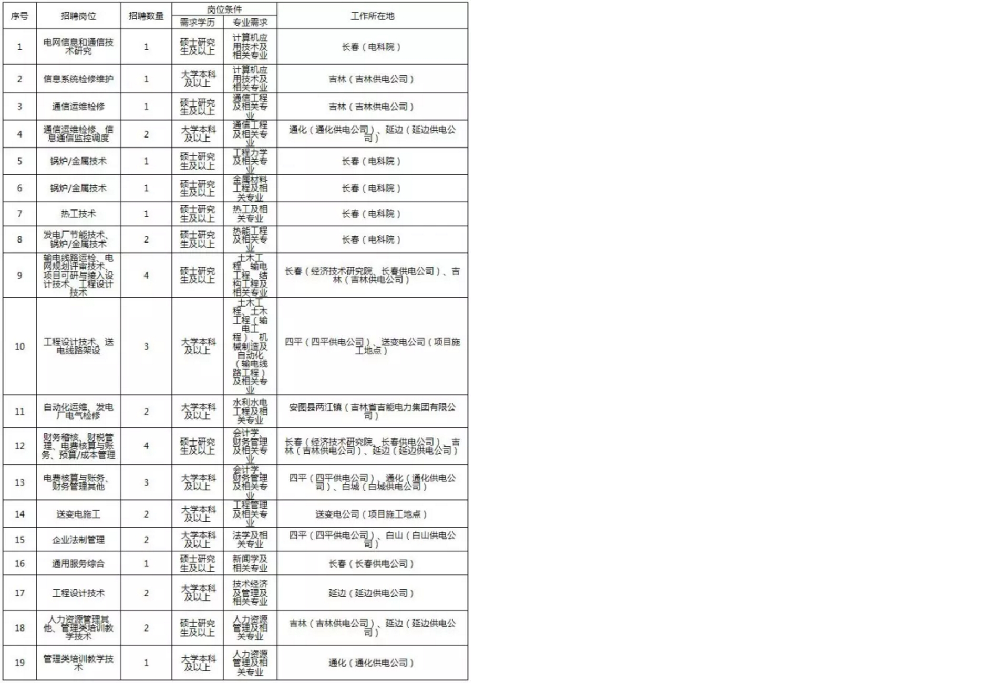 序号
招聘岗位
招聘数量
岗位条件
需求学历
专业需求
工作所在地
1
电网信息和通信技
术研究
1
硕士研究
生及以上
计算机应
用技术及
相关专业
长春（电科院）
2
信息系统检修维护
1
大学本科
及以上
计算机应
用技术及
相关专业
吉林（吉林供电公司）
3
通信运维检修
1
硕士研究
生及以上
通信工程
及相关专
业
吉林（吉林供电公司）
4
通信运维检修、信
息通信监控调度
2
大学本科
及以上
通信工程
及相关专
业
通化（通化供电公司）、延边（延边供电公
司）
5
锅炉/金属技术
1
硕士研究
生及以上
工程力学
及相关专
业
长春（电科院）
6
锅炉/金属技术
1
硕士研究
生及以上
金属材料
工程及相
关专业
长春（电科院）
7
热工技术
1
硕士研究
生及以上
热工及相
关专业
长春（电科院）
8
发电厂节能技术、
锅炉/金属技术
2
硕士研究
生及以上
热能工程
及相关专
业
长春（电科院）
9
输电线路运检、电
网规划评审技术、
项目可研与接入设
计技术、工程设计
技术
4
硕士研究
生及以上
土木工
程、输电
工程、结
构工程及
相关专业
长春（经济技术研究院、长春供电公司）、吉
林（吉林供电公司）
10
工程设计技术、送
电线路架设
3
大学本科
及以上
土木工
程、土木
工程（输
电工
程）、机
械制造及
自动化
（输电线
路工程）
及相关专
业
四平（四平供电公司）、送变电公司（项目施
工地点）
11
自动化运维、发电
厂电气检修
2
大学本科
及以上
水利水电
工程及相
关专业
安图县两江镇（吉林省吉能电力集团有限公
司）
12
财务稽核、财税管
理、电费核算与账
务、预算/成本管理
4
硕士研究
生及以上
会计学、
财务管理
及相关专
业
长春（经济技术研究院、长春供电公司）、吉
林（吉林供电公司）、延边（延边供电公司）
13
电费核算与账务、
财务管理其他
3
大学本科
及以上
会计学、
财务管理
及相关专
业
四平（四平供电公司）、通化（通化供电公
司）、白城（白城供电公司）
14
送变电施工
2
大学本科
及以上
工程管理
及相关专
业
送变电公司（项目施工地点）
15
企业法制管理
2
大学本科
及以上
法学及相
关专业
四平（四平供电公司）、白山（白山供电公
司）
16
通用服务综合
1
硕士研究
生及以上
新闻学及
相关专业
长春（长春供电公司）
17
工程设计技术
2
大学本科
及以上
技术经济
及管理及
相关专业
延边（延边供电公司）
18
人力资源管理其
他、管理类培训教
学技术
2
硕士研究
生及以上
人力资源
管理及相
关专业
吉林（吉林供电公司）、延边（延边供电公
司）
19
管理类培训教学技
术
1
大学本科
及以上
人力资源
管理及相
关专业
通化（通化供电公司）